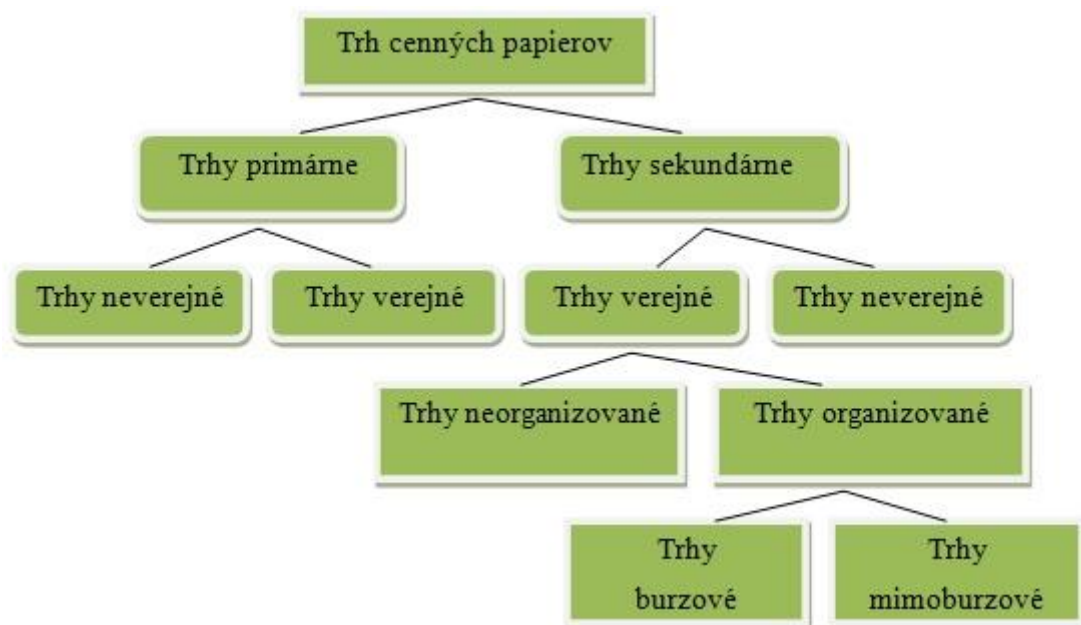 Trh cenných papierov
Trhy primárne
Trhy sekundárne
Trhy neverejné
Trhy verejné
Trhy verejné
Trhy neverejné
Trhy neorganizované
Trhy organizované
Trhy
burzové
Trhy
mimoburzové